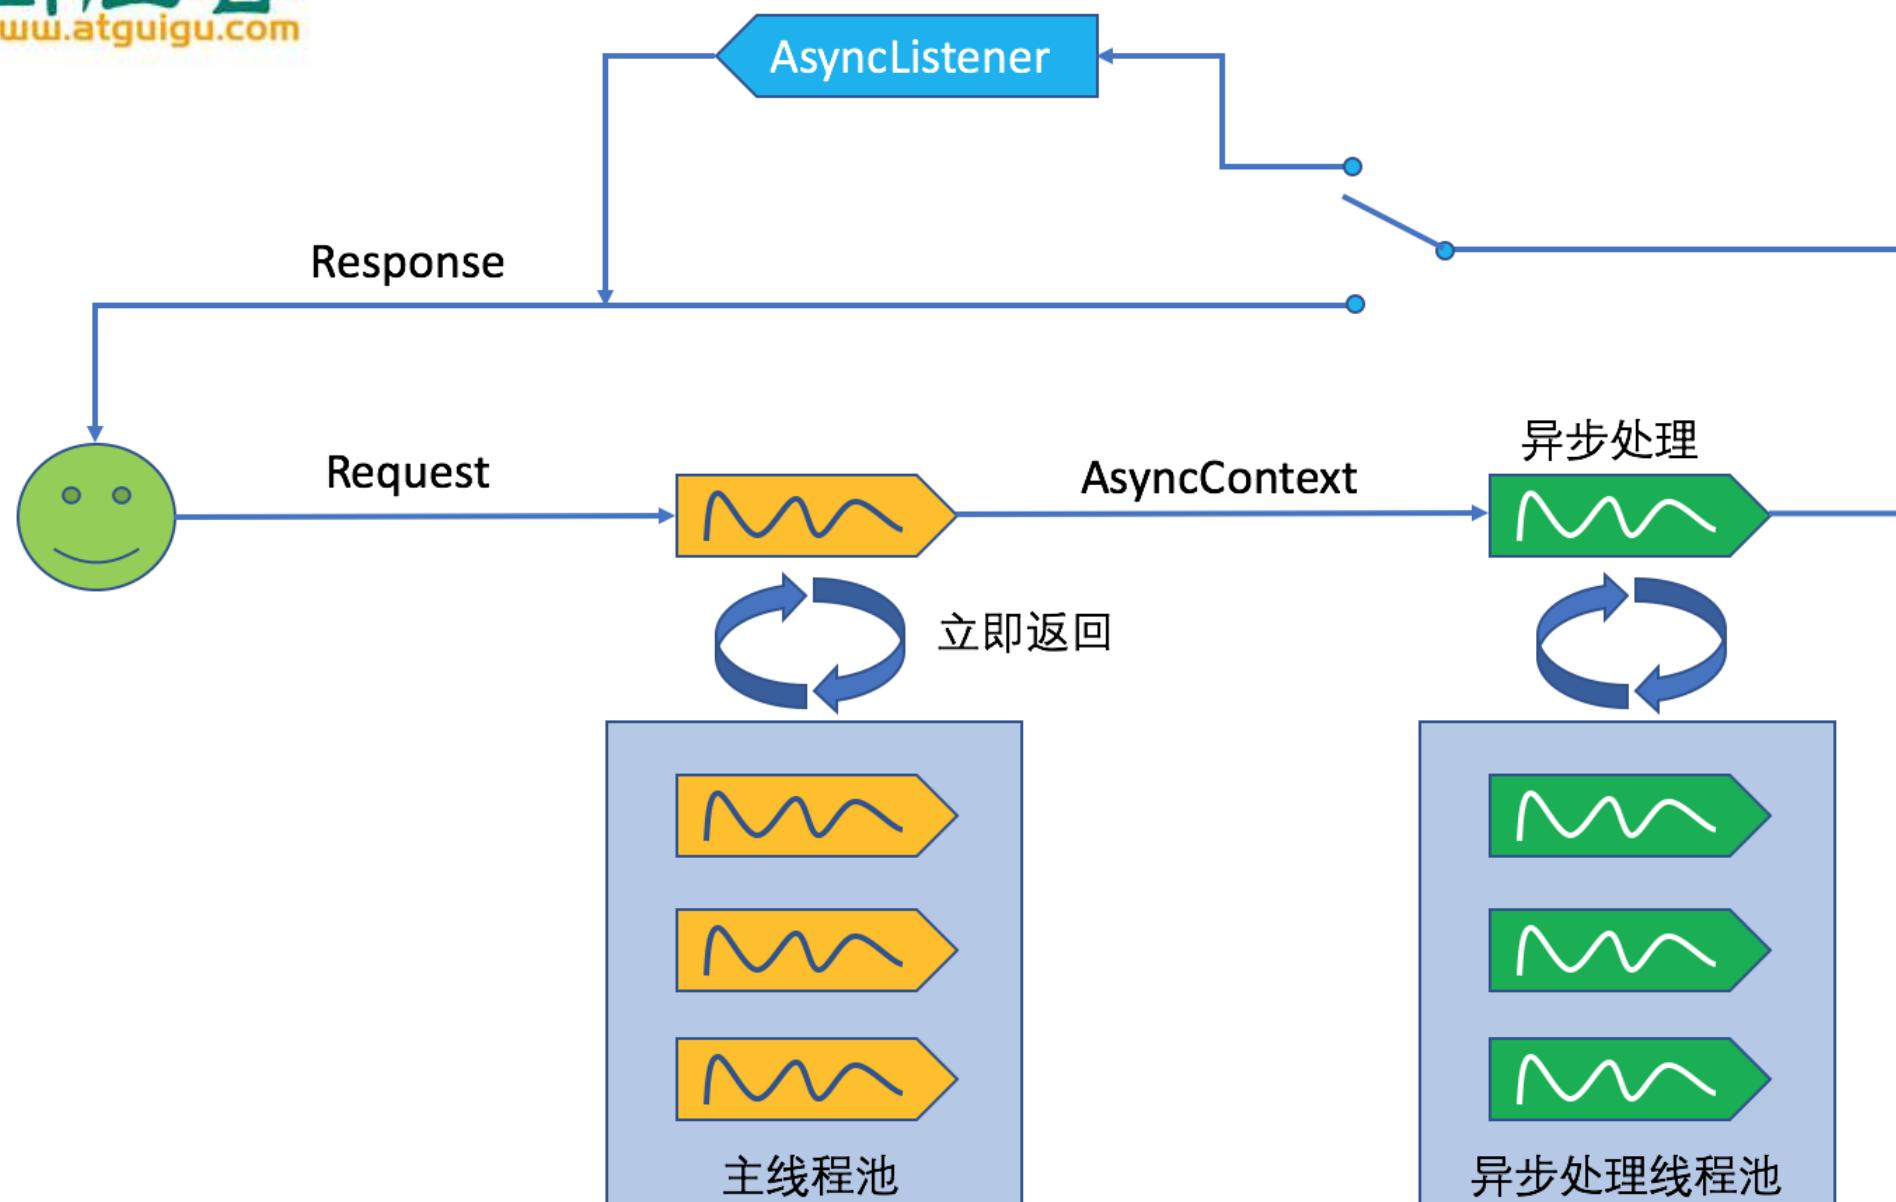 www.atguigu.com
AsyncListener
Response
Request
AsyncContext
异步处理
立即返回
主线程池
异步处理线程池